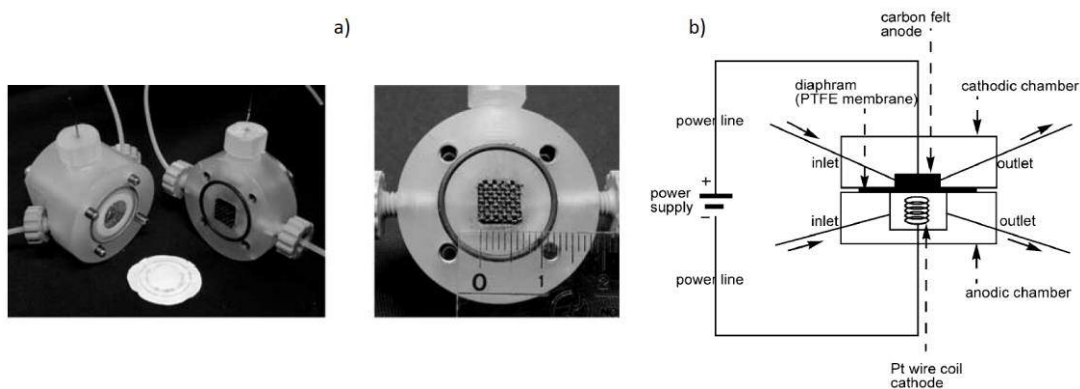 a)
0
1
b)
carbon felt
anode
diaphram
(PTFE membrane)
cathodic chamber
power line
inlet
outlet
+
power
supply
−
inlet
outlet
power line
anodic chamber
Pt wire coil
cathode